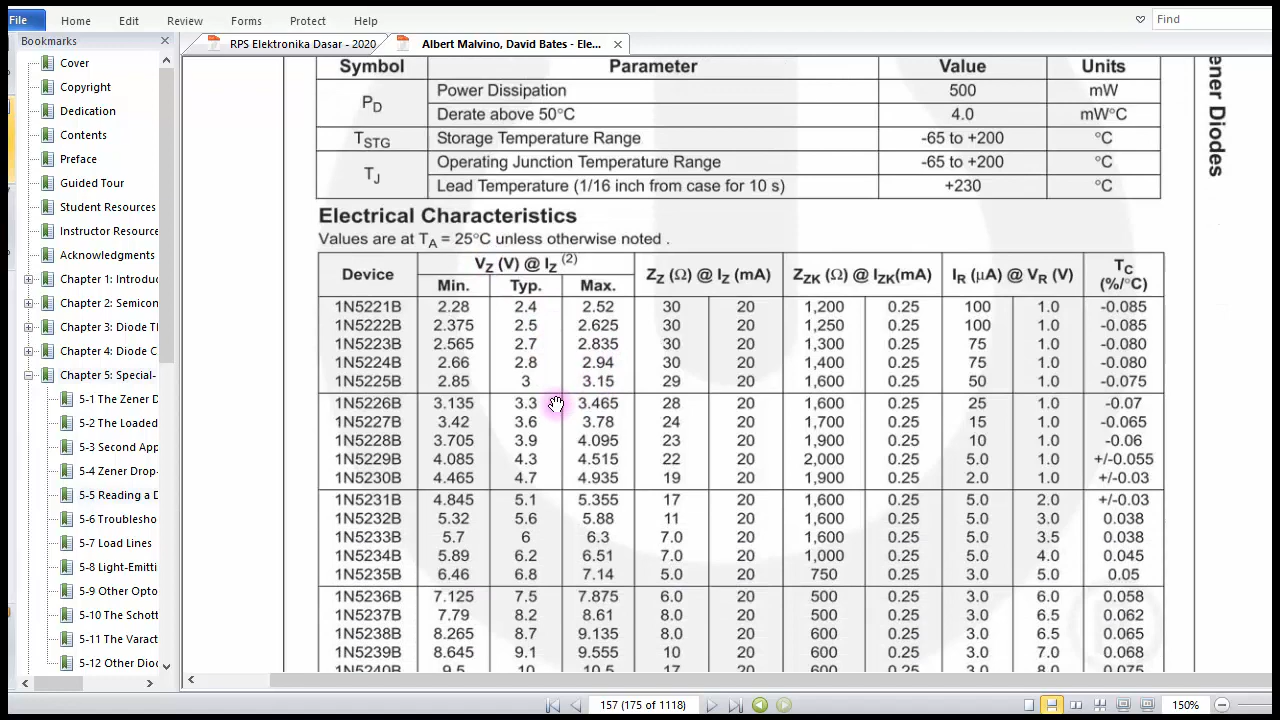 File Home Edit Review Forms Protect Help Find
Bookmarks
RPS Elektronika Dasar - 2020
Albert Malvino, David Bates - Ele...
Cover
Copyright
Dedication
Contents
Preface
Guided Tour
Student Resources
Instructor Resource
Acknowledgments
Chapter 1: Introduc
Chapter 2: Semicon
Chapter 3: Diode Tl
Chapter 4: Diode C
Chapter 5: Special-
5-1 The Zener D
5-2 The Loaded
5-3 Second App
5-4 Zener Drop-
5-5 Reading a D
5-6 Troublesho
5-7 Load Lines
5-8 Light-Emitti
5-9 Other Opto
5-10 The Schott
5-11 The Varact
5-12 Other Dioc
Symbol Parameter Value Units
PD Power Dissipation 500 mW
Derate above 50°C 4.0 mW°C
TSTG Storage Temperature Range -65 to +200 °C
TJ Operating Junction Temperature Range -65 to +200 °C
Lead Temperature (1/16 inch from case for 10 s) +230 °C
ener Diodes
Electrical Characteristics
Values are at TA = 25°C unless otherwise noted .
Device VZ (V) @ IZ (2) ZZ (Ω) @ IZ (mA) ZZK (Ω) @ IZK(mA) IR (μA) @ VR (V) TC (%/°C)
Min. Typ. Max.
1N5221B 2.28 2.4 2.52 30 20 1,200 0.25 100 1.0 -0.085
1N5222B 2.375 2.5 2.625 30 20 1,250 0.25 100 1.0 -0.085
1N5223B 2.565 2.7 2.835 30 20 1,300 0.25 75 1.0 -0.080
1N5224B 2.66 2.8 2.94 30 20 1,400 0.25 75 1.0 -0.080
1N5225B 2.85 3 3.15 29 20 1,600 0.25 50 1.0 -0.075
1N5226B 3.135 3.3 3.465 28 20 1,600 0.25 25 1.0 -0.07
1N5227B 3.42 3.6 3.78 24 20 1,700 0.25 15 1.0 -0.065
1N5228B 3.705 3.9 4.095 23 20 1,900 0.25 10 1.0 -0.06
1N5229B 4.085 4.3 4.515 22 20 2,000 0.25 5.0 1.0 +/-0.055
1N5230B 4.465 4.7 4.935 19 20 1,900 0.25 2.0 1.0 +/-0.03
1N5231B 4.845 5.1 5.355 17 20 1,600 0.25 5.0 2.0 +/-0.03
1N5232B 5.32 5.6 5.88 11 20 1,600 0.25 5.0 3.0 0.038
1N5233B 5.7 6 6.3 7.0 20 1,600 0.25 5.0 3.5 0.038
1N5234B 5.89 6.2 6.51 7.0 20 1,000 0.25 5.0 4.0 0.045
1N5235B 6.46 6.8 7.14 5.0 20 750 0.25 3.0 5.0 0.05
1N5236B 7.125 7.5 7.875 6.0 20 500 0.25 3.0 6.0 0.058
1N5237B 7.79 8.2 8.61 8.0 20 500 0.25 3.0 6.5 0.062
1N5238B 8.265 8.7 9.135 8.0 20 600 0.25 3.0 6.5 0.065
1N5239B 8.645 9.1 9.555 10 20 600 0.25 3.0 7.0 0.068
1N5240B 9.5 10 10.5 17 20 600 0.25 3.0 8.0 0.075
157 (175 of 1118) 150%